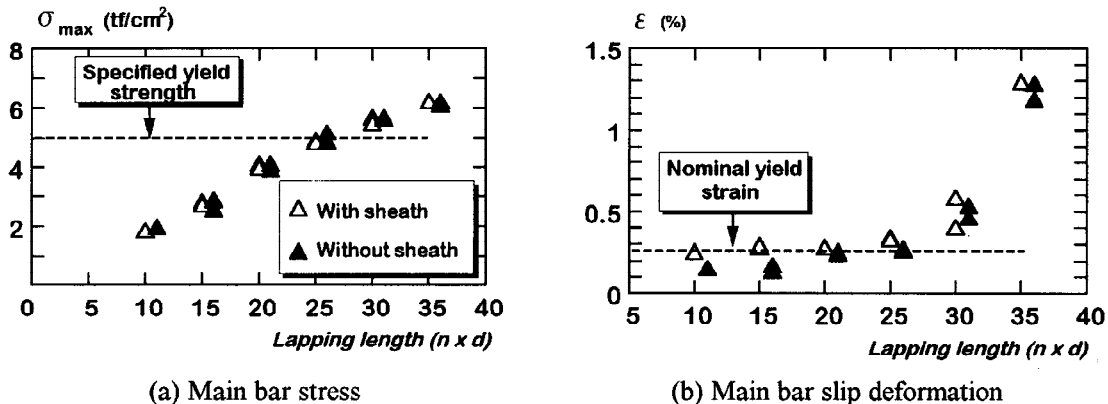 σ max (tf/cm²)
8
6
4
2
Specified yield
strength
With sheath
Without sheath
0 5 10 15 20 25 30 35 40
Lapping length (n x d)
(a) Main bar stress
ε (%)
1.5
1
0.5
0
Nominal yield
strain
5 10 15 20 25 30 35 40
Lapping length (n x d)
(b) Main bar slip deformation